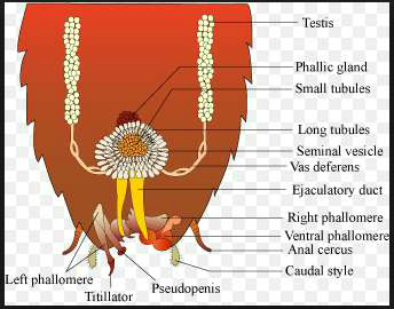 Testis
Phallic gland
Small tubules
Long tubules
Seminal vesicle
Vas deferens
Ejaculatory duct
Right phallomere
Ventral phallomere
Anal cercus
Caudal style
Left phallomere
Titillator
Pseudopenis